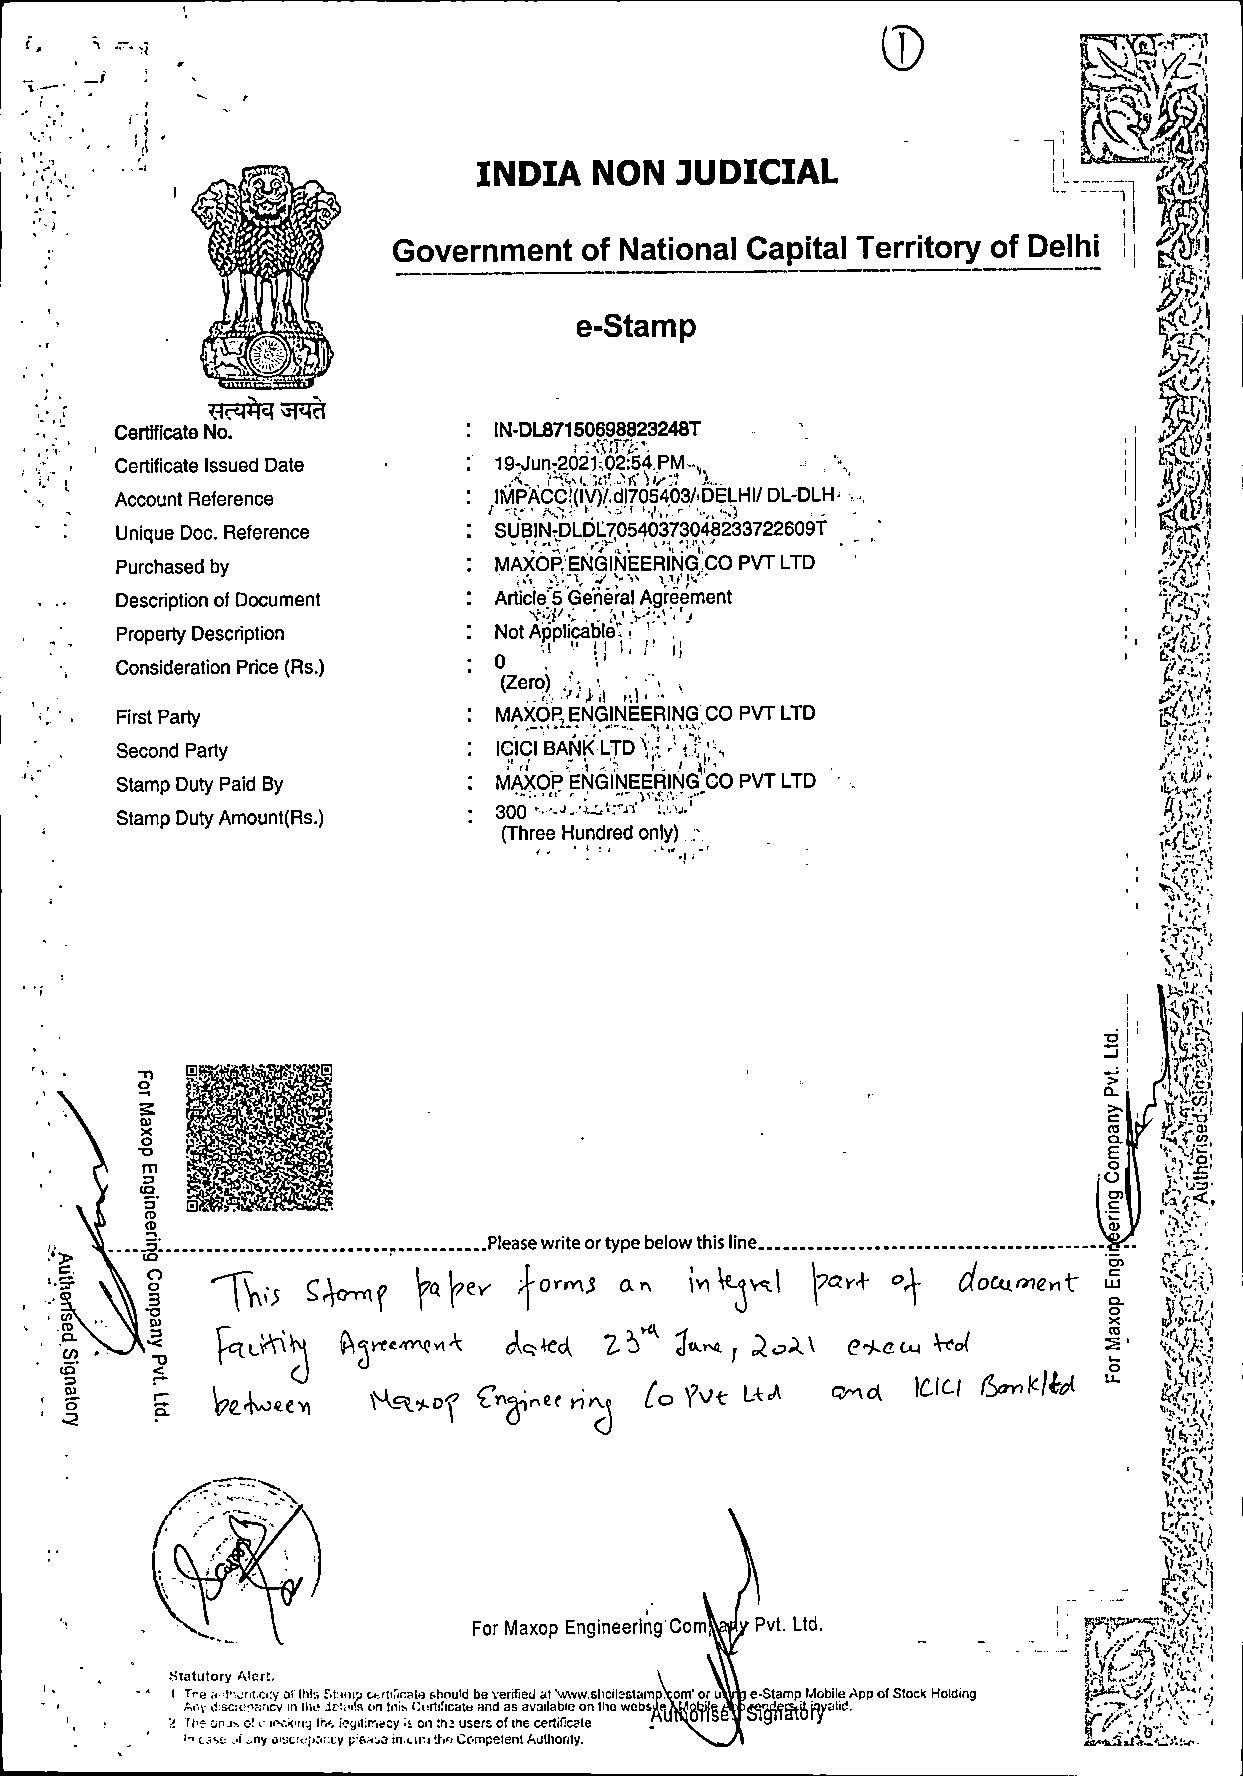 1
INDIA NON JUDICIAL
Government of National Capital Territory of Delhi
e-Stamp
सत्यमेव जयते
Certificate No. : IN-DL87150698823248T
Certificate Issued Date : 19-Jun-2021 02:54 PM
Account Reference : IMPACC (IV)/ dl705403/ DELHI/ DL-DLH
Unique Doc. Reference : SUBIN-DLDL70540373048233722609T
Purchased by : MAXOP ENGINEERING CO PVT LTD
Description of Document : Article 5 General Agreement
Property Description : Not Applicable
Consideration Price (Rs.) : 0
(Zero)
First Party : MAXOP ENGINEERING CO PVT LTD
Second Party : ICICI BANK LTD
Stamp Duty Paid By : MAXOP ENGINEERING CO PVT LTD
Stamp Duty Amount(Rs.) : 300
(Three Hundred only)
For Maxop Engineering Company Pvt. Ltd.
Authorised Signatory
For Maxop Engineering Company Pvt. Ltd.
Authorised Signatory
Please write or type below this line
This Stamp paper forms an integral part of document
Facility Agreement dated 23rd June, 2021 executed
between Maxop Engineering Co Pvt Ltd and ICICI Bank ltd
For Maxop Engineering Company Pvt. Ltd.
Authorised Signatory
Statutory Alert:
1 The authenticity of this Stamp certificate should be verified at 'www.shcilestamp.com' or using e-Stamp Mobile App of Stock Holding
Any discrepancy in the details on this Certificate and as available on the website / Mobile App renders it invalid.
2 The onus of checking the legitimacy is on the users of the certificate
In case of any discrepancy please inform the Competent Authority.